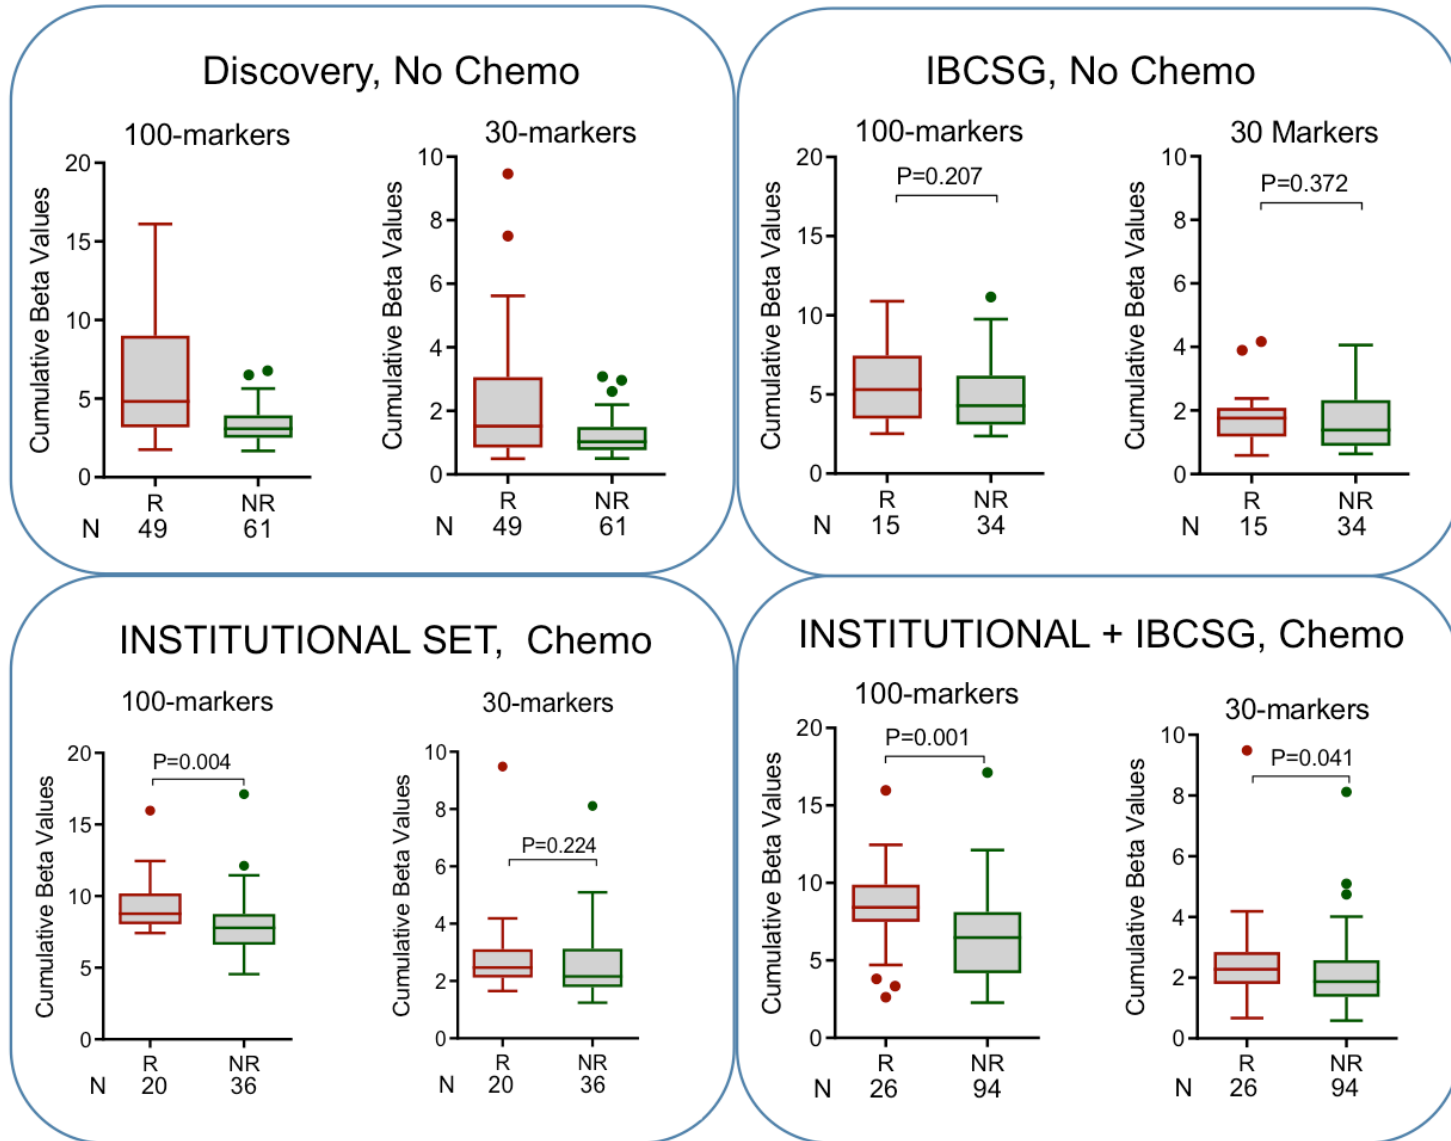 Discovery, No Chemo
100-markers
30-markers
Cumulative Beta Values
20
15
10
5
0
R NR
N 49 61
Cumulative Beta Values
10
8
6
4
2
0
R NR
N 49 61
IBCSG, No Chemo
100-markers
30 Markers
Cumulative Beta Values
20
15
10
5
0
P=0.207
R NR
N 15 34
Cumulative Beta Values
10
8
6
4
2
0
P=0.372
R NR
N 15 34
INSTITUTIONAL SET, Chemo
100-markers
30-markers
Cumulative Beta Values
20
15
10
5
0
P=0.004
R NR
N 20 36
Cumulative Beta Values
10
8
6
4
2
0
P=0.224
R NR
N 20 36
INSTITUTIONAL + IBCSG, Chemo
100-markers
30-markers
Cumulative Beta Values
20
15
10
5
0
P=0.001
R NR
N 26 94
Cumulative Beta Values
10
8
6
4
2
0
P=0.041
R NR
N 26 94